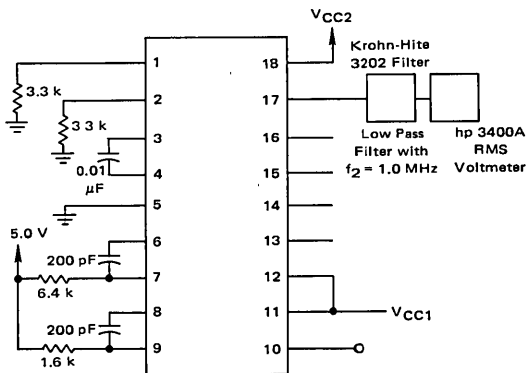 VCC2
Krohn-Hite
3202 Filter
1
18
3.3 k
2
17
3.3 k
3
16
Low Pass
Filter with
f2 = 1.0 MHz
hp 3400A
RMS
Voltmeter
0.01
µF
4
15
5
14
5.0 V
6
13
200 pF
7
12
6.4 k
8
11
VCC1
200 pF
9
10
1.6 k